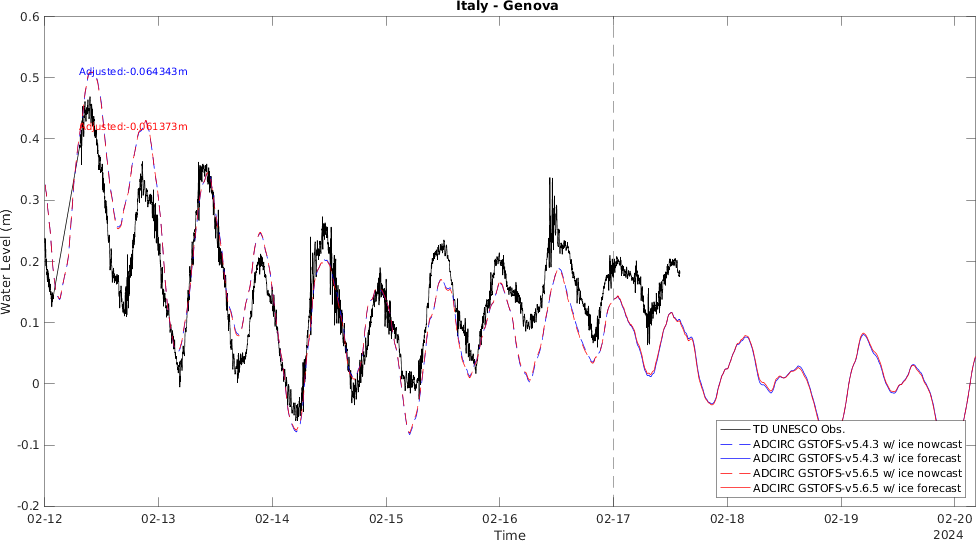 Italy - Genova
0.6
0.5
0.4
0.3
0.2
0.1
0
-0.1
-0.2
Water Level (m)
Adjusted:-0.064343m
Adjusted:-0.061373m
TD UNESCO Obs.
ADCIRC GSTOFS-v5.4.3 w/ ice nowcast
ADCIRC GSTOFS-v5.4.3 w/ ice forecast
ADCIRC GSTOFS-v5.6.5 w/ ice nowcast
ADCIRC GSTOFS-v5.6.5 w/ ice forecast
02-12 02-13 02-14 02-15 02-16 02-17 02-18 02-19 02-20
2024
Time